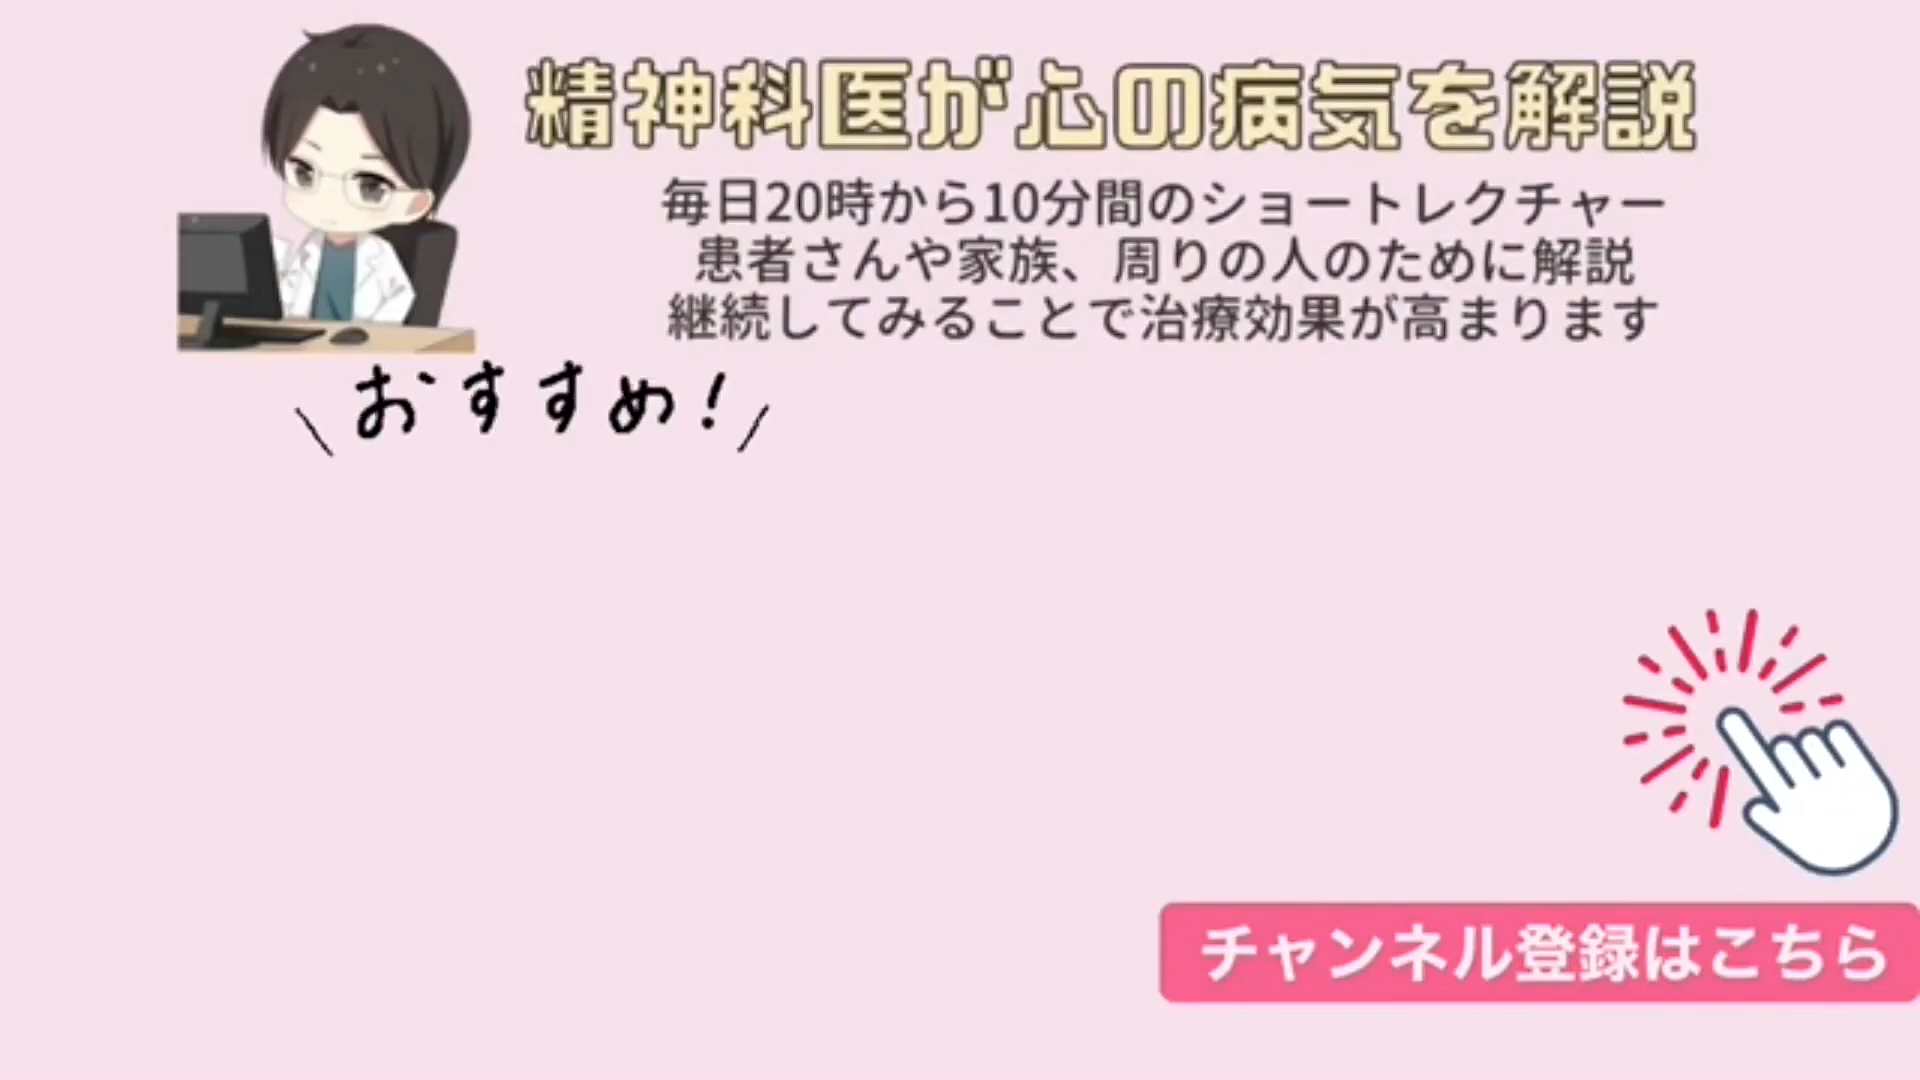 精神科医が心の病気を解説
毎日20時から10分間のショートレクチャー
患者さんや家族、周りの人のために解説
継続してみることで治療効果が高まります
おすすめ!
チャンネル登録はこちら